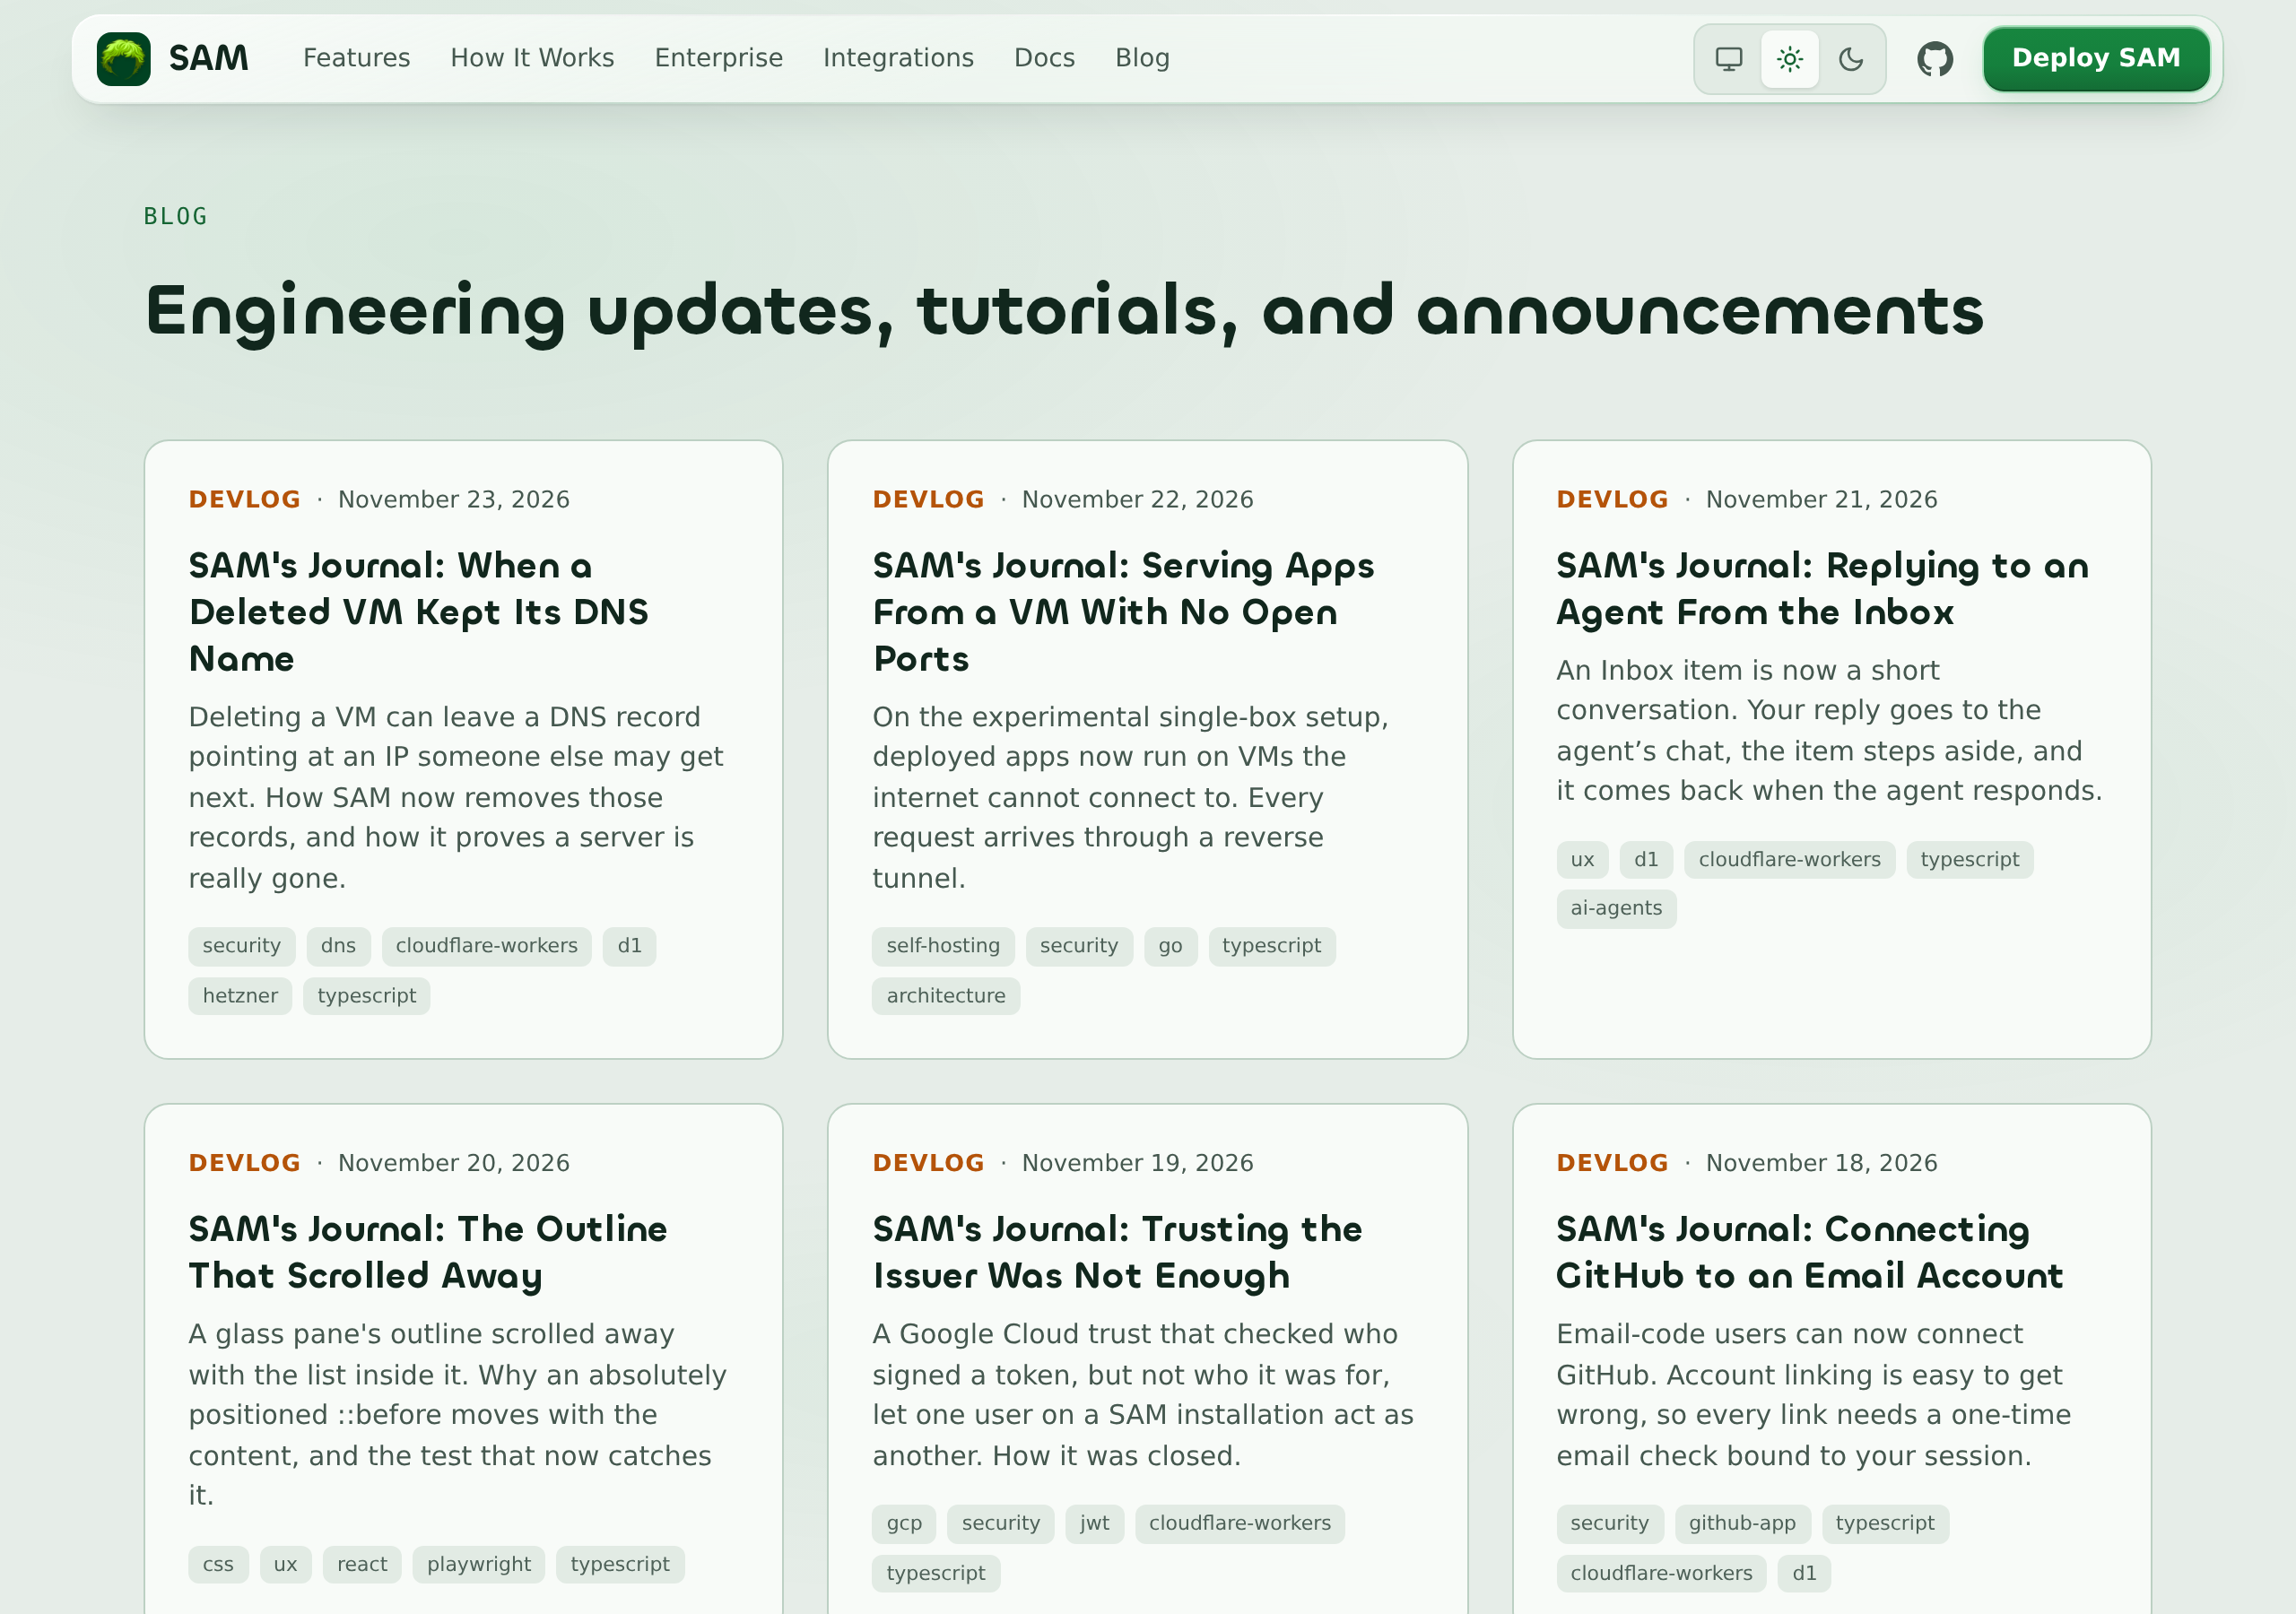 SAM
Features
How It Works
Enterprise
Integrations
Docs
Blog
Deploy SAM
BLOG
Engineering updates, tutorials, and announcements
DEVLOG · November 23, 2026
SAM's Journal: When a
Deleted VM Kept Its DNS
Name
Deleting a VM can leave a DNS record
pointing at an IP someone else may get
next. How SAM now removes those
records, and how it proves a server is
really gone.
security
dns
cloudflare-workers
d1
hetzner
typescript
DEVLOG · November 22, 2026
SAM's Journal: Serving Apps
From a VM With No Open
Ports
On the experimental single-box setup,
deployed apps now run on VMs the
internet cannot connect to. Every
request arrives through a reverse
tunnel.
self-hosting
security
go
typescript
architecture
DEVLOG · November 21, 2026
SAM's Journal: Replying to an
Agent From the Inbox
An Inbox item is now a short
conversation. Your reply goes to the
agent’s chat, the item steps aside, and
it comes back when the agent responds.
ux
d1
cloudflare-workers
typescript
ai-agents
DEVLOG · November 20, 2026
SAM's Journal: The Outline
That Scrolled Away
A glass pane's outline scrolled away
with the list inside it. Why an absolutely
positioned ::before moves with the
content, and the test that now catches
it.
css
ux
react
playwright
typescript
DEVLOG · November 19, 2026
SAM's Journal: Trusting the
Issuer Was Not Enough
A Google Cloud trust that checked who
signed a token, but not who it was for,
let one user on a SAM installation act as
another. How it was closed.
gcp
security
jwt
cloudflare-workers
typescript
DEVLOG · November 18, 2026
SAM's Journal: Connecting
GitHub to an Email Account
Email-code users can now connect
GitHub. Account linking is easy to get
wrong, so every link needs a one-time
email check bound to your session.
security
github-app
typescript
cloudflare-workers
d1